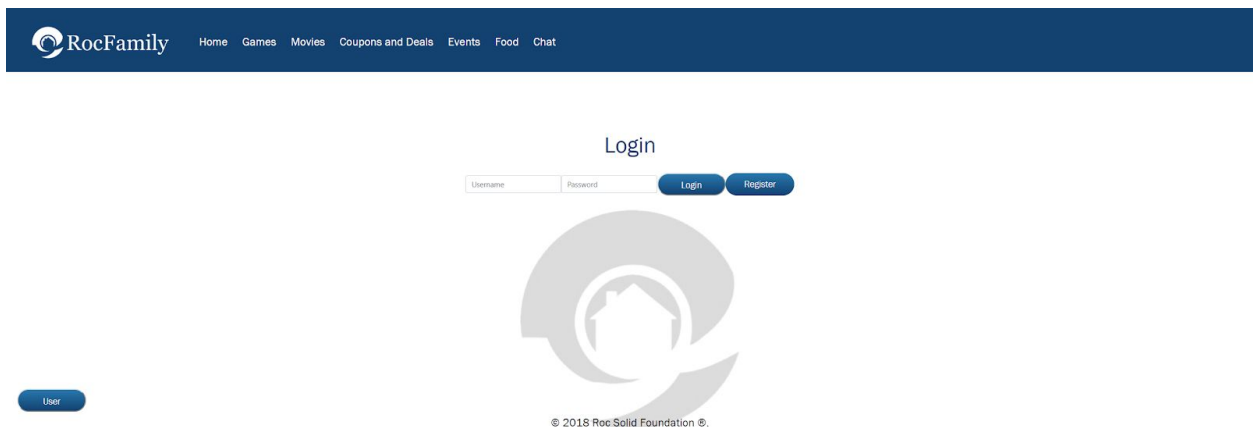 RocFamily Home Games Movies Coupons and Deals Events Food Chat
Login
Username Password Login Register
User
© 2018 Roc Solid Foundation ®.